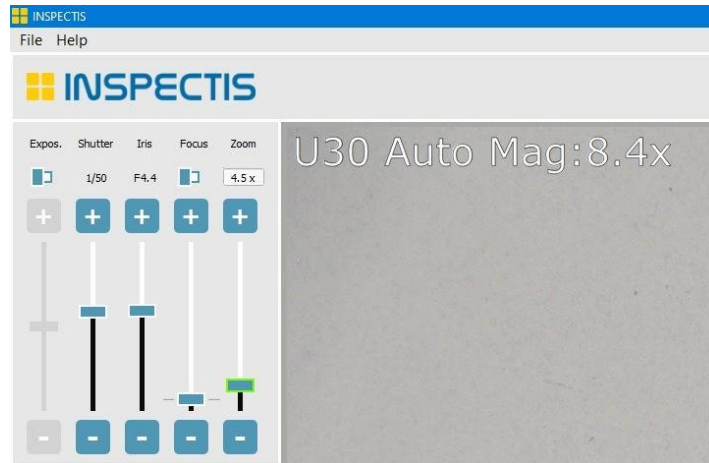 INSPECTIS
File Help
INSPECTIS
Expos. Shutter Iris Focus Zoom
1/50 F4.4 4.5 x
+ + + + +
- - - - -
U30 Auto Mag:8.4x